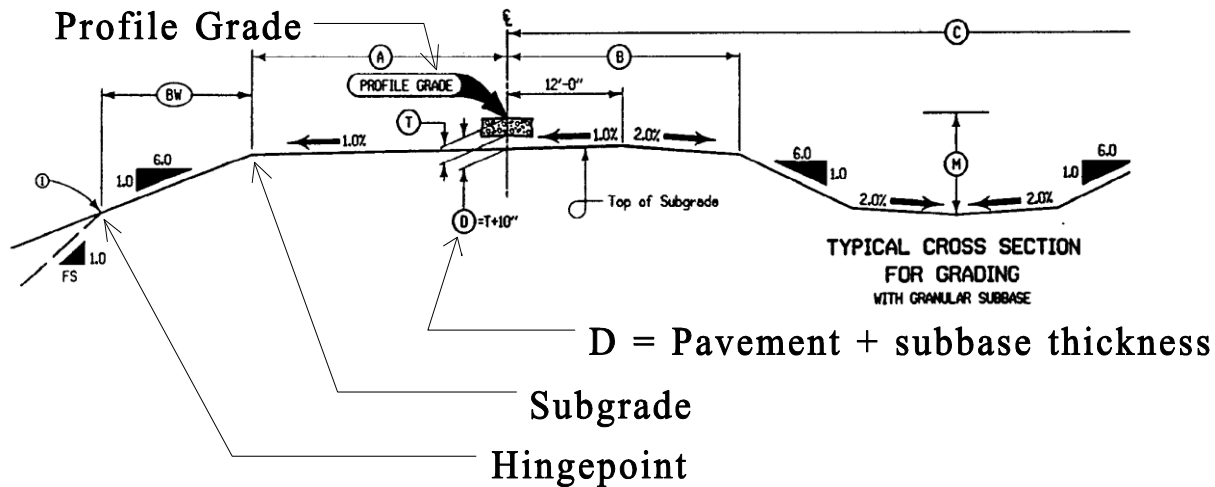 Profile Grade
℄
C
A
B
BW
PROFILE GRADE
12'-0"
T
1.0%
1.0%
2.0%
6.0
1.0
6.0
1.0
6.0
1.0
M
1
D =T+10"
Top of Subgrade
2.0%
2.0%
1.0
FS
TYPICAL CROSS SECTION
FOR GRADING
WITH GRANULAR SUBBASE
D = Pavement + subbase thickness
Subgrade
Hingepoint